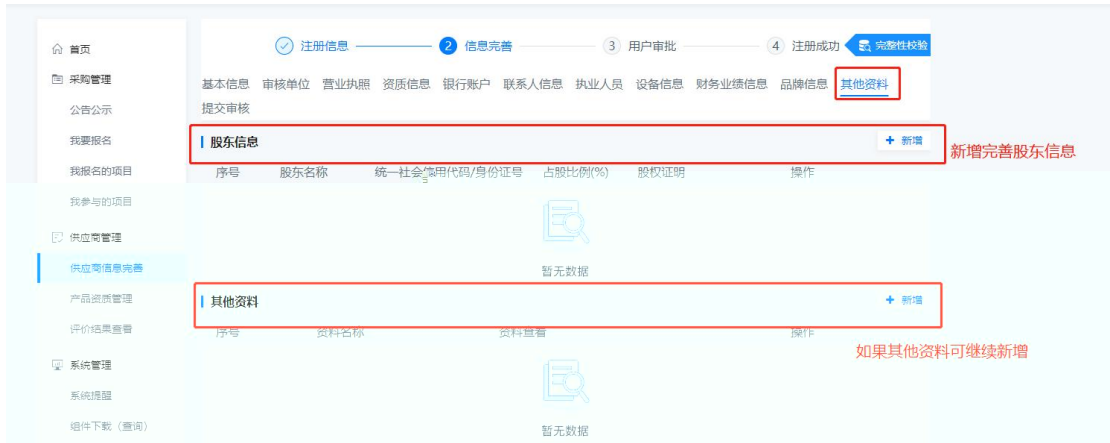 首页
采购管理
公告公示
我要报名
我报名的项目
我参与的项目
供应商管理
供应商信息完善
产品资质管理
评价结果查看
系统管理
系统提醒
组件下载（查询）
注册信息 2 信息完善 3 用户审批 4 注册成功 完整性校验
基本信息 审核单位 营业执照 资质信息 银行账户 联系人信息 执业人员 设备信息 财务业绩信息 品牌信息 其他资料
提交审核
股东信息 + 新增
新增完善股东信息
序号 股东名称 统一社会信用代码/身份证号 占股比例(%) 股权证明 操作
暂无数据
其他资料 + 新增
序号 资料名称 资料查看 操作
如果其他资料可继续新增
暂无数据